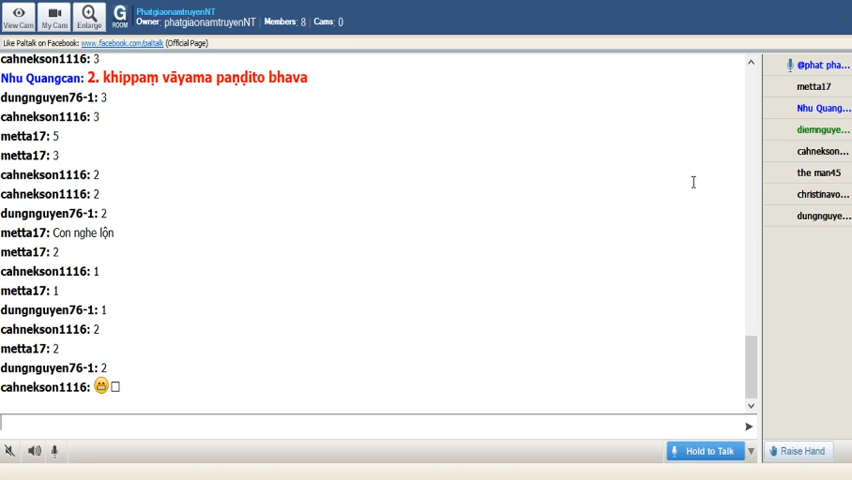 PhatgiaonamtruyenNT
Owner: phatgiaonamtruyenNT Members: 8 Cams: 0
View Cam My Cam Enlarge G ROOM
Like Paltalk on Facebook: www.facebook.com/paltalk (Official Page)
cahnekson1116: 3
Nhu Quangcan: 2. khippaṃ vāyama paṇḍito bhava
dungnguyen76-1: 3
cahnekson1116: 3
metta17: 5
metta17: 3
cahnekson1116: 2
cahnekson1116: 2
dungnguyen76-1: 2
metta17: Con nghe lộn
metta17: 2
cahnekson1116: 1
metta17: 1
dungnguyen76-1: 1
cahnekson1116: 2
metta17: 2
dungnguyen76-1: 2
cahnekson1116:
@phat pha...
metta17
Nhu Quang...
diemnguye...
cahnekson...
the man45
christinavo...
dungnguye...
Hold to Talk
Raise Hand